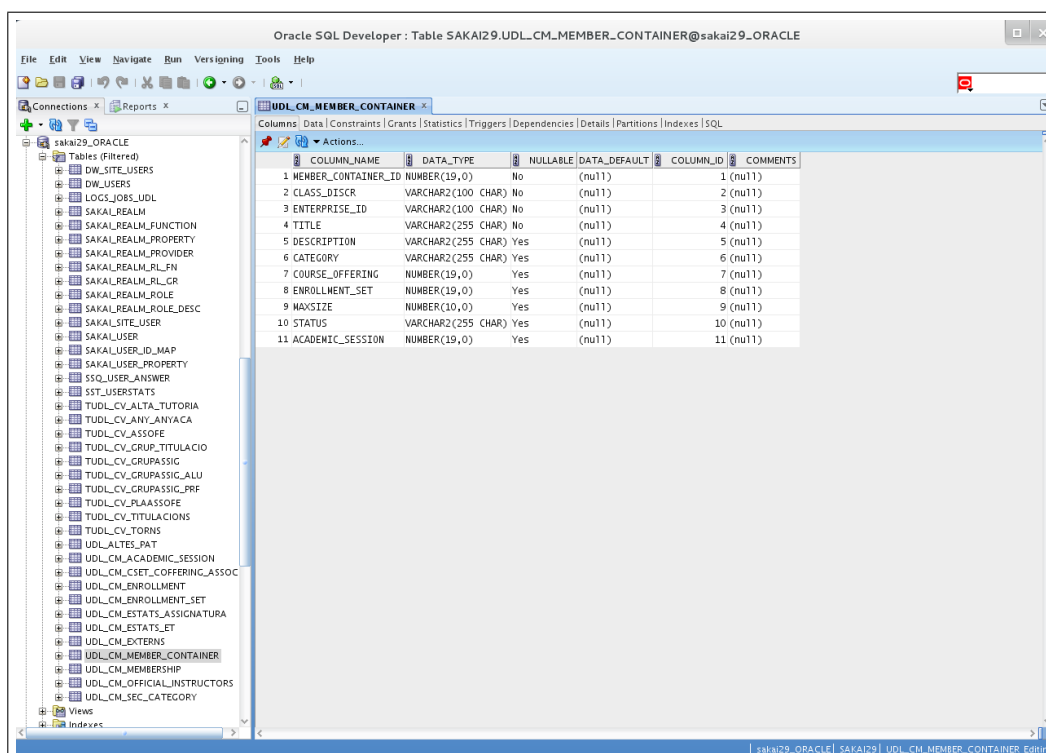 Oracle SQL Developer : Table SAKAI29.UDL_CM_MEMBER_CONTAINER@sakai29_ORACLE
File Edit View Navigate Run Versioning Tools Help
Connections Reports
sakai29_ORACLE
Tables (Filtered)
DW_SITE_USERS
DW_USERS
LOGS_JOBS_UDL
SAKAI_REALM
SAKAI_REALM_FUNCTION
SAKAI_REALM_PROPERTY
SAKAI_REALM_PROVIDER
SAKAI_REALM_RL_FN
SAKAI_REALM_RL_GR
SAKAI_REALM_ROLE
SAKAI_REALM_ROLE_DESC
SAKAI_SITE_USER
SAKAI_USER
SAKAI_USER_ID_MAP
SAKAI_USER_PROPERTY
SSQ_USER_ANSWER
SST_USERSTATS
TUDL_CV_ALTA_TUTORIA
TUDL_CV_ANY_ANYACA
TUDL_CV_ASSOFE
TUDL_CV_GRUP_TITULACIO
TUDL_CV_GRUPASSIG
TUDL_CV_GRUPASSIG_ALU
TUDL_CV_GRUPASSIG_PRF
TUDL_CV_PLAASSOFE
TUDL_CV_TITULACIONS
TUDL_CV_TORNS
UDL_ALTES_PAT
UDL_CM_ACADEMIC_SESSION
UDL_CM_CSET_COFFERING_ASSOC
UDL_CM_ENROLLMENT
UDL_CM_ENROLLMENT_SET
UDL_CM_ESTATS_ASSIGNATURA
UDL_CM_ESTATS_ET
UDL_CM_EXTERNS
UDL_CM_MEMBER_CONTAINER
UDL_CM_MEMBERSHIP
UDL_CM_OFFICIAL_INSTRUCTORS
UDL_CM_SEC_CATEGORY
Views
Indexes
UDL_CM_MEMBER_CONTAINER
Columns Data Constraints Grants Statistics Triggers Dependencies Details Partitions Indexes SQL
Actions...
COLUMN_NAME DATA_TYPE NULLABLE DATA_DEFAULT COLUMN_ID COMMENTS
1 MEMBER_CONTAINER_ID NUMBER(19,0) No (null) 1 (null)
2 CLASS_DISCR VARCHAR2(100 CHAR) No (null) 2 (null)
3 ENTERPRISE_ID VARCHAR2(100 CHAR) No (null) 3 (null)
4 TITLE VARCHAR2(255 CHAR) No (null) 4 (null)
5 DESCRIPTION VARCHAR2(255 CHAR) Yes (null) 5 (null)
6 CATEGORY VARCHAR2(255 CHAR) Yes (null) 6 (null)
7 COURSE_OFFERING NUMBER(19,0) Yes (null) 7 (null)
8 ENROLLMENT_SET NUMBER(19,0) Yes (null) 8 (null)
9 MAXSIZE NUMBER(10,0) Yes (null) 9 (null)
10 STATUS VARCHAR2(255 CHAR) Yes (null) 10 (null)
11 ACADEMIC_SESSION NUMBER(19,0) Yes (null) 11 (null)
sakai29_ORACLE SAKAI29 UDL_CM_MEMBER_CONTAINER Editin